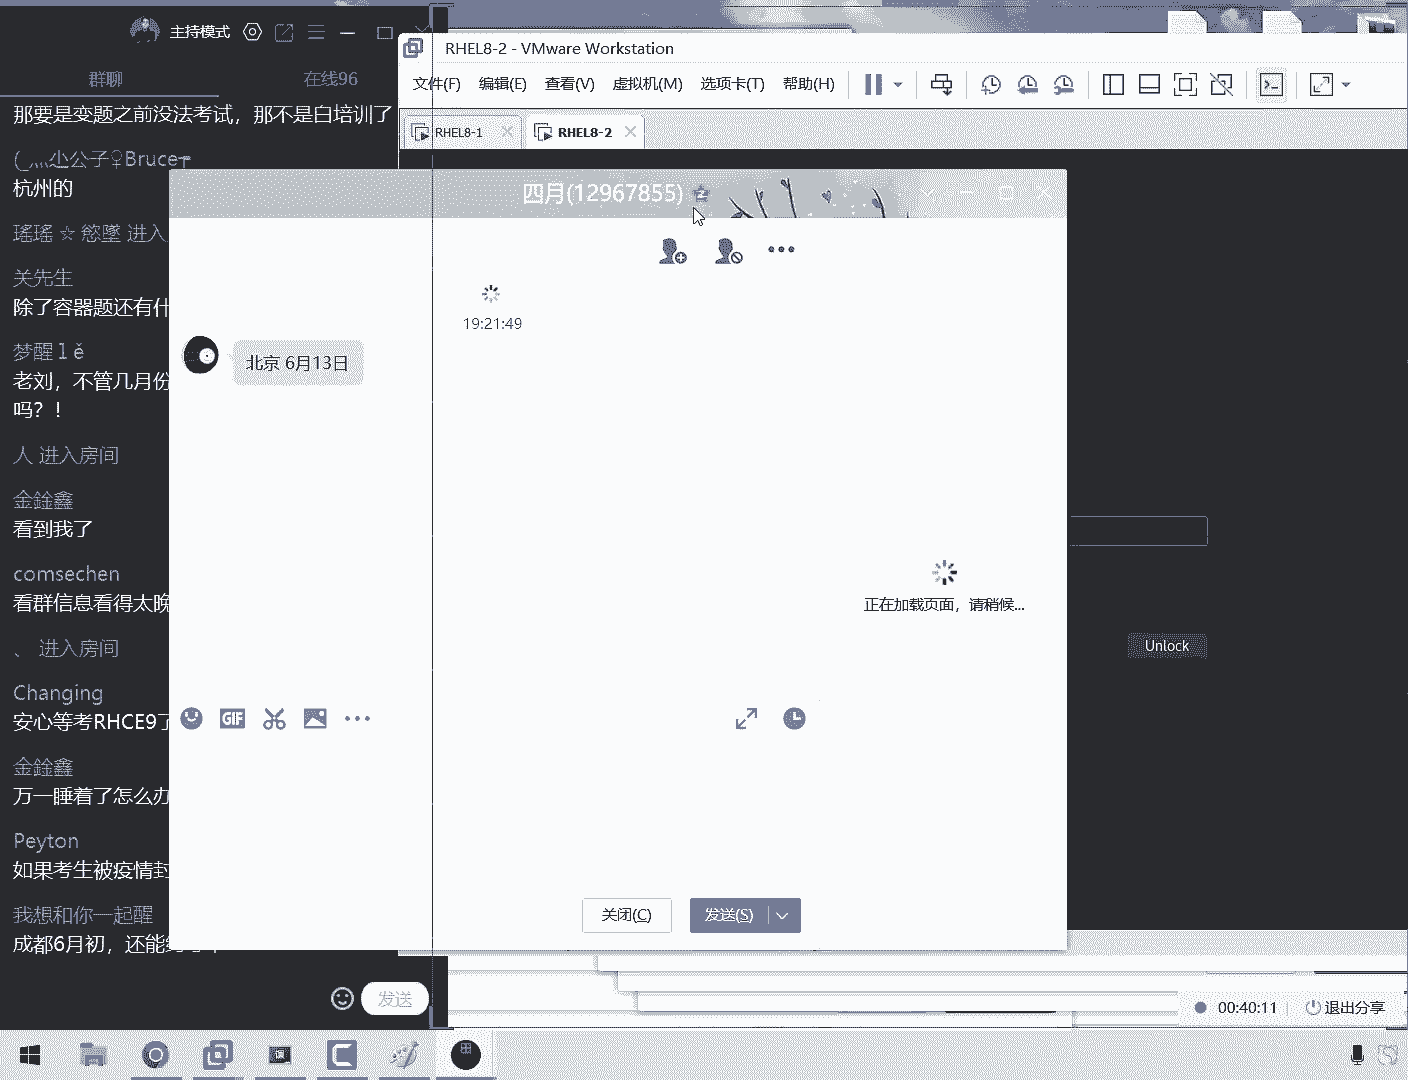 主持模式
群聊
在线96
那要是变题之前没法考试，那不是白培训了
公子♀Bruce
杭州的
瑶瑶 ☆ 慾墜 进入
关先生
除了容器题还有什
梦醒 l ě
老刘，不管几月份
吗？！
人 进入房间
金銓鑫
看到我了
comsechen
看群信息看得太晚
、 进入房间
Changing
安心等考RHCE9了
金銓鑫
万一睡着了怎么办
Peyton
如果考生被疫情封
我想和你一起醒
成都6月初，还能
发送
RHEL8-2 - VMware Workstation
文件(F) 编辑(E) 查看(V) 虚拟机(M) 选项卡(T) 帮助(H)
RHEL8-1
RHEL8-2
四月(12967855)
19:21:49
北京 6月13日
正在加载页面，请稍候...
GIF
关闭(C)
发送(S)
Unlock
00:40:11
退出分享